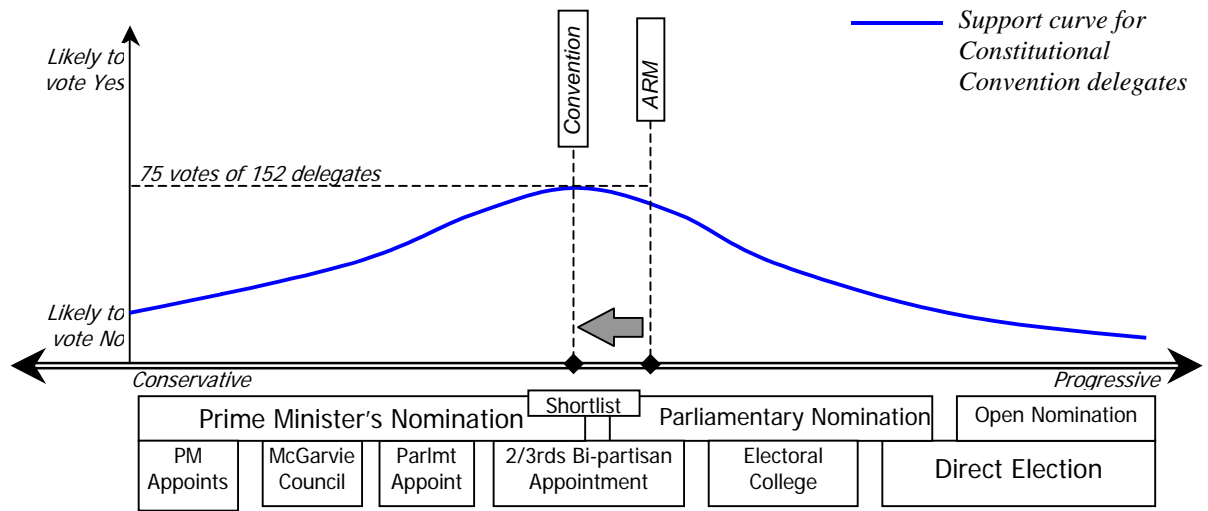 Support curve for
Constitutional
Convention delegates
Likely to
vote Yes
Convention
ARM
75 votes of 152 delegates
Likely to
vote No
Conservative
Progressive
Prime Minister's Nomination
Shortlist
Parliamentary Nomination
Open Nomination
PM
Appoints
McGarvie
Council
Parlmt
Appoint
2/3rds Bi-partisan
Appointment
Electoral
College
Direct Election